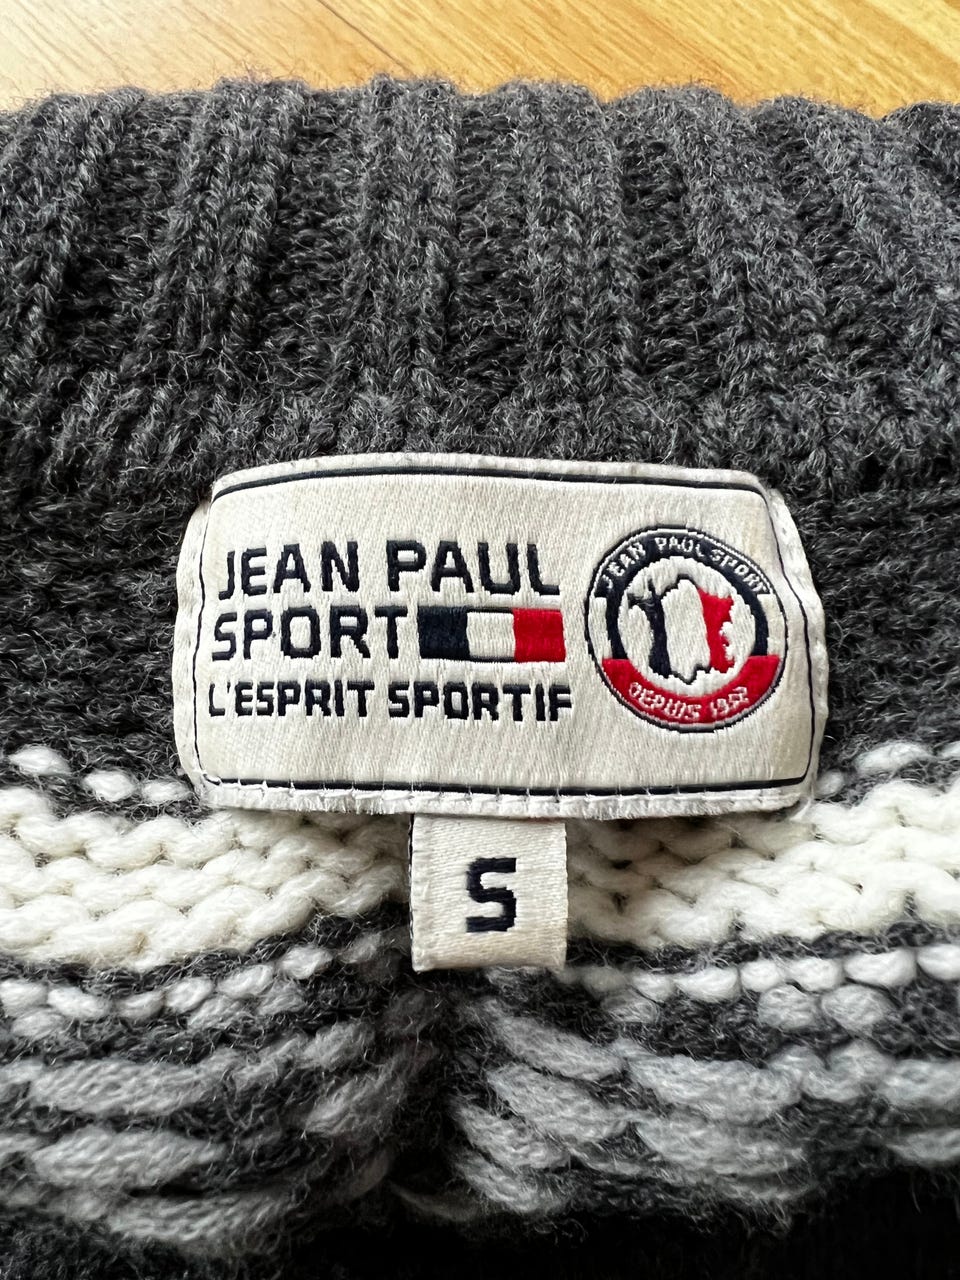 JEAN PAUL
SPORT
L'ESPRIT SPORTIF
JEAN PAUL SPORT
DEPUIS 1952
S